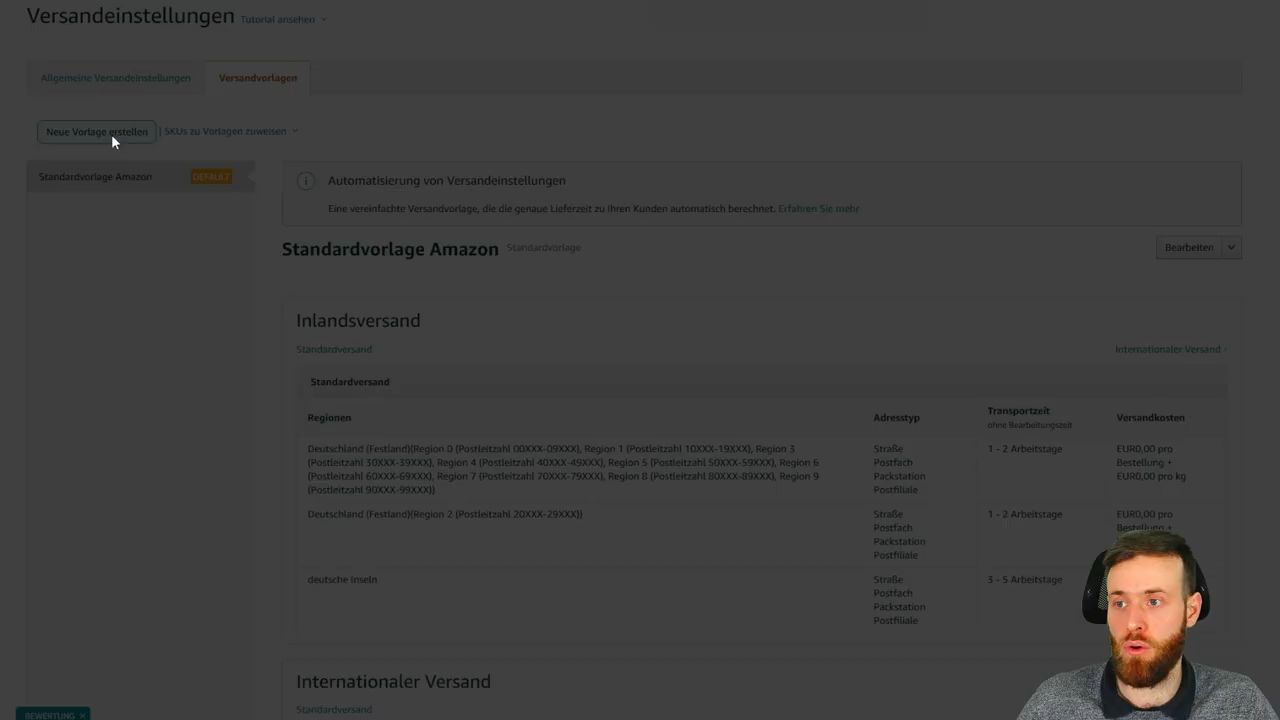 Versandeinstellungen Tutorial ansehen
Allgemeine Versandeinstellungen Versandvorlagen
Neue Vorlage erstellen | SKUs zu Vorlagen zuweisen
Standardvorlage Amazon DEFAULT
Automatisierung von Versandeinstellungen
Eine vereinfachte Versandvorlage, die die genaue Lieferzeit zu Ihren Kunden automatisch berechnet. Erfahren Sie mehr
Standardvorlage Amazon Standardvorlage
Bearbeiten
Inlandsversand
Standardversand Internationaler Versand
Standardversand
Regionen Adresstyp Transportzeit Versandkosten
ohne Bearbeitungszeit
Deutschland (Festland)(Region 0 (Postleitzahl 00XXX-09XXX), Region 1 (Postleitzahl 10XXX-19XXX), Region 3 Straße 1 - 2 Arbeitstage EUR0,00 pro
(Postleitzahl 30XXX-39XXX), Region 4 (Postleitzahl 40XXX-49XXX), Region 5 (Postleitzahl 50XXX-59XXX), Region 6 Postfach Bestellung +
(Postleitzahl 60XXX-69XXX), Region 7 (Postleitzahl 70XXX-79XXX), Region 8 (Postleitzahl 80XXX-89XXX), Region 9 Packstation EUR0,00 pro kg
(Postleitzahl 90XXX-99XXX)) Postfiliale
Deutschland (Festland)(Region 2 (Postleitzahl 20XXX-29XXX)) Straße 1 - 2 Arbeitstage EUR0,00 pro
Postfach Bestellung +
Packstation
Postfiliale
deutsche Inseln Straße 3 - 5 Arbeitstage
Postfach
Packstation
Postfiliale
Internationaler Versand
Standardversand
BEWERTUNG ×